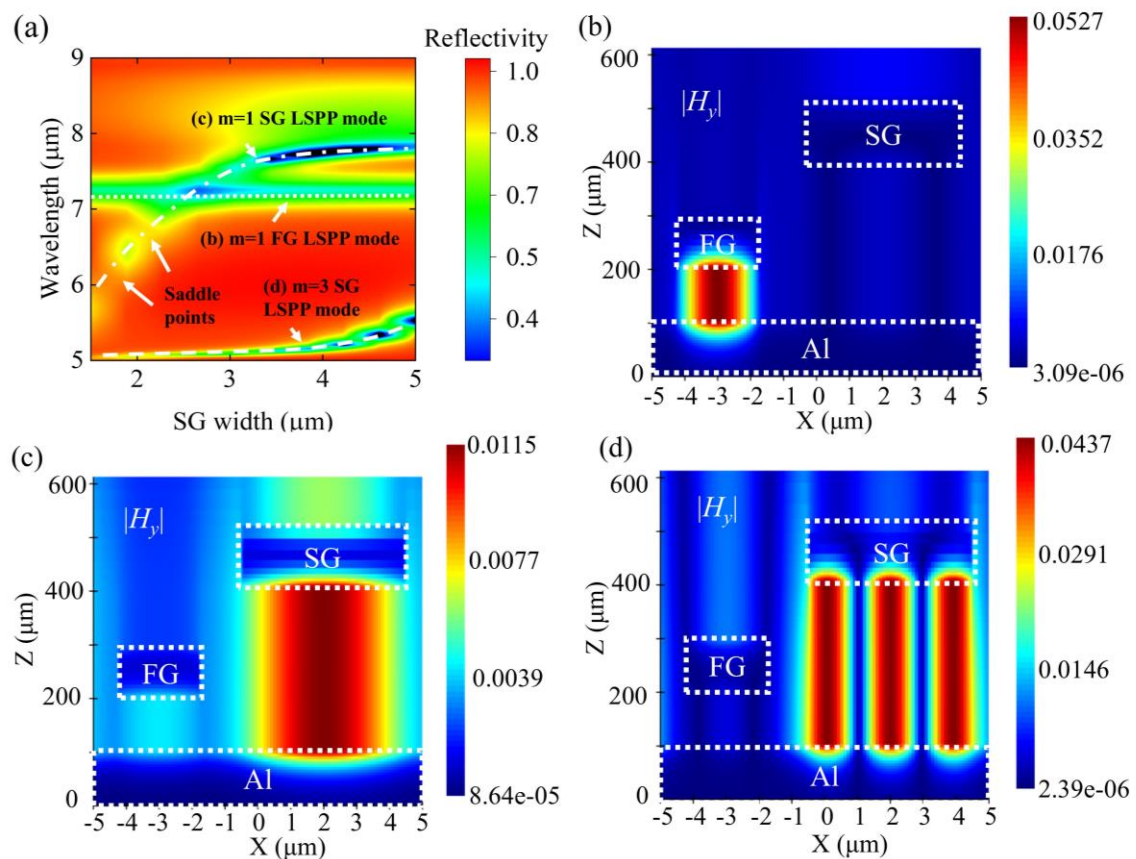 (a)
Reflectivity
9
8
7
6
5
Wavelength (μm)
2
3
4
5
SG width (μm)
(c) m=1 SG LSPP mode
(b) m=1 FG LSPP mode
(d) m=3 SG
LSPP mode
Saddle
points
1.0
0.8
0.7
0.5
0.4
(b)
|Hy|
SG
FG
Al
600
400
200
0
Z (μm)
-5 -4 -3 -2 -1 0 1 2 3 4 5
X (μm)
0.0527
0.0352
0.0176
3.09e-06
(c)
|Hy|
SG
FG
Al
600
400
200
0
Z (μm)
-5 -4 -3 -2 -1 0 1 2 3 4 5
X (μm)
0.0115
0.0077
0.0039
8.64e-05
(d)
|Hy|
SG
FG
Al
600
400
200
0
Z (μm)
-5 -4 -3 -2 -1 0 1 2 3 4 5
X (μm)
0.0437
0.0291
0.0146
2.39e-06